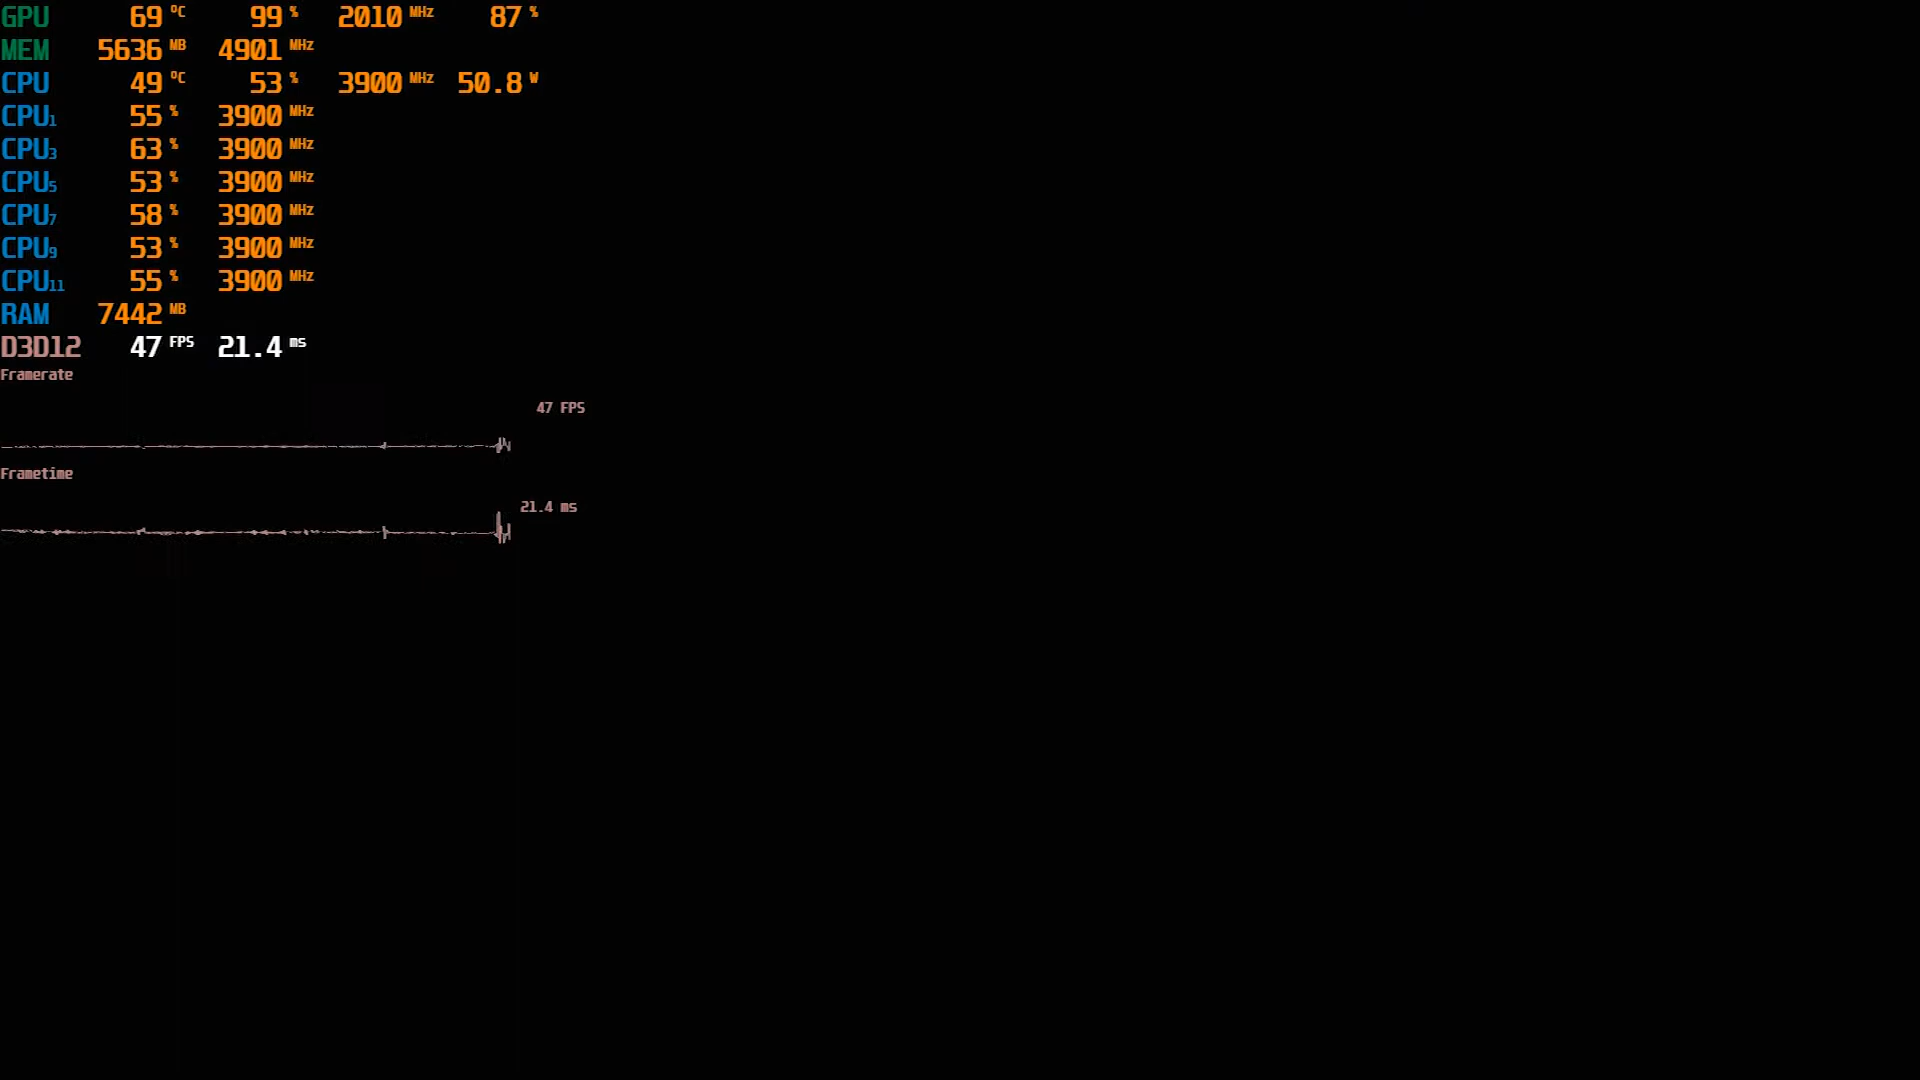 GPU 69 °C 99 % 2010 MHz 87 %
MEM 5636 MB 4901 MHz
CPU 49 °C 53 % 3900 MHz 50.8 W
CPU1 55 % 3900 MHz
CPU3 63 % 3900 MHz
CPU5 53 % 3900 MHz
CPU7 58 % 3900 MHz
CPU9 53 % 3900 MHz
CPU11 55 % 3900 MHz
RAM 7442 MB
D3D12 47 FPS 21.4 ms
Framerate
47 FPS
Frametime
21.4 ms